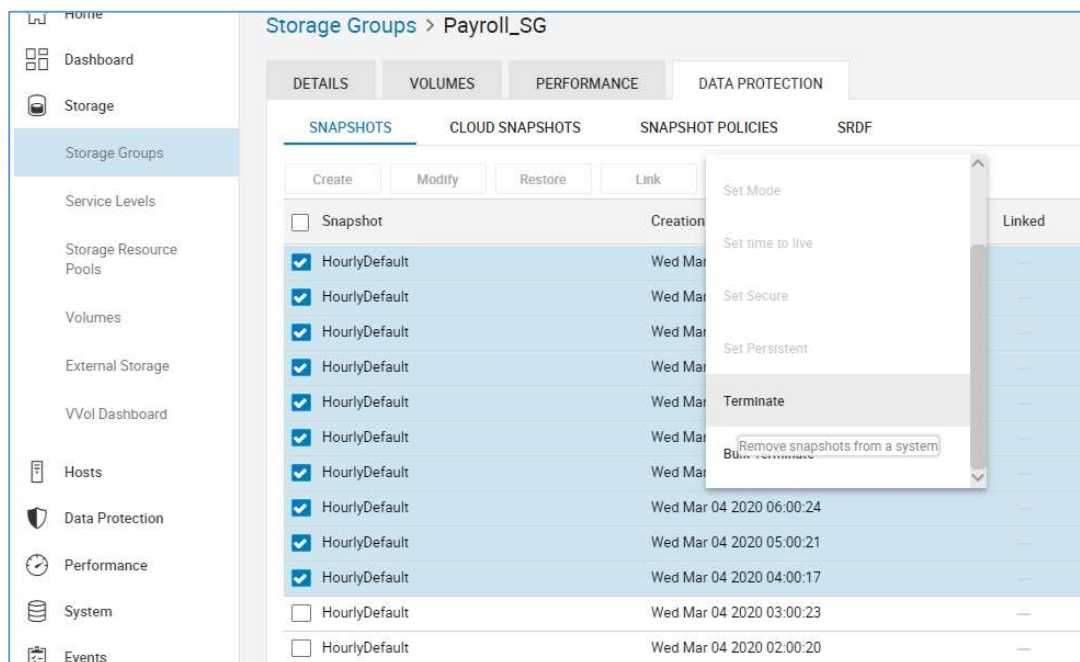 Home
Dashboard
Storage
Storage Groups
Service Levels
Storage Resource
Pools
Volumes
External Storage
VVol Dashboard
Hosts
Data Protection
Performance
System
Events
Storage Groups > Payroll_SG
DETAILS VOLUMES PERFORMANCE DATA PROTECTION
SNAPSHOTS CLOUD SNAPSHOTS SNAPSHOT POLICIES SRDF
Create Modify Restore Link
Snapshot Creation Linked
HourlyDefault Wed Mar
HourlyDefault Wed Mar
HourlyDefault Wed Mar
HourlyDefault Wed Mar
HourlyDefault Wed Mar
HourlyDefault Wed Mar
HourlyDefault Wed Mar
HourlyDefault Wed Mar 04 2020 06:00:24
HourlyDefault Wed Mar 04 2020 05:00:21
HourlyDefault Wed Mar 04 2020 04:00:17
HourlyDefault Wed Mar 04 2020 03:00:23
HourlyDefault Wed Mar 04 2020 02:00:20
Set Mode
Set time to live
Set Secure
Set Persistent
Terminate
Remove snapshots from a system
Bulk Terminate